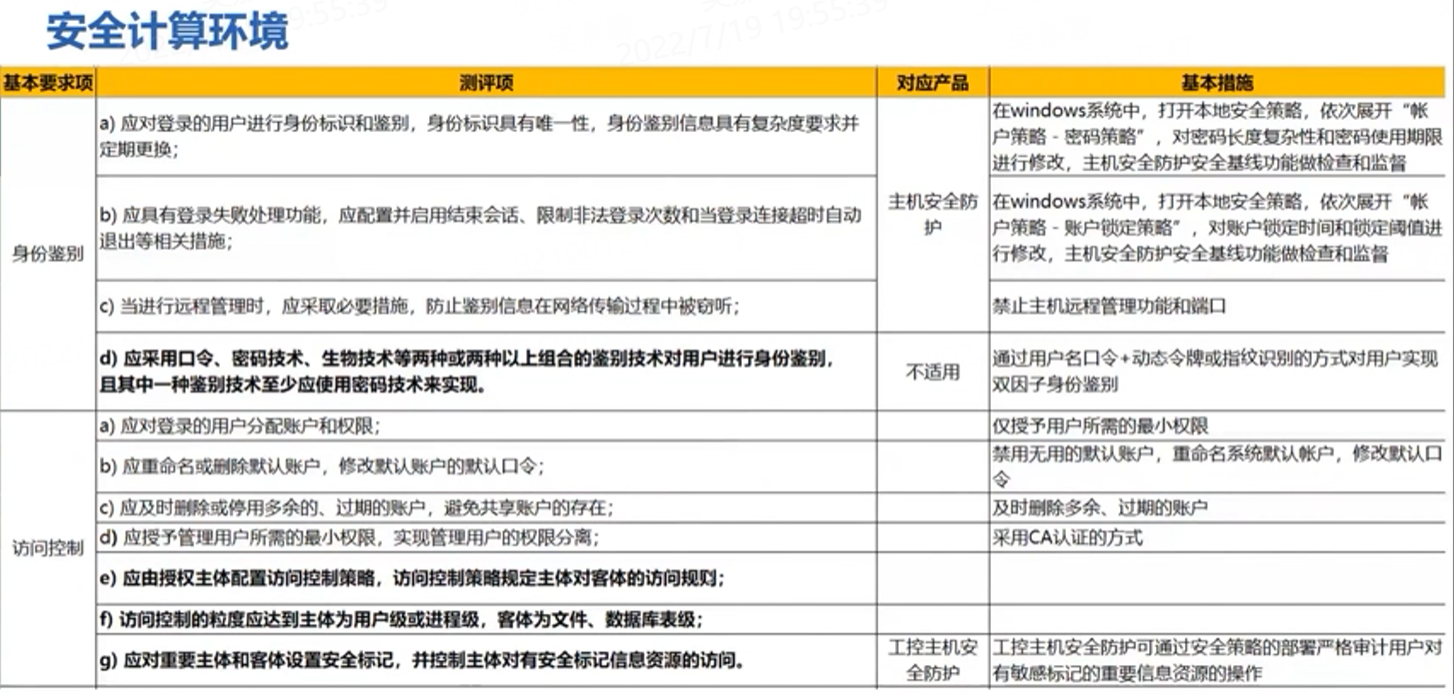 安全计算环境
2022/7/19 19:55:39
基本要求项 测评项 对应产品 基本措施
身份鉴别
a) 应对登录的用户进行身份标识和鉴别，身份标识具有唯一性，身份鉴别信息具有复杂度要求并
定期更换；
主机安全防
护
在windows系统中，打开本地安全策略，依次展开“帐
户策略 - 密码策略”，对密码长度复杂性和密码使用期限
进行修改，主机安全防护安全基线功能做检查和监督
b) 应具有登录失败处理功能，应配置并启用结束会话、限制非法登录次数和当登录连接超时自动
退出等相关措施；
在windows系统中，打开本地安全策略，依次展开“帐
户策略 - 账户锁定策略”，对账户锁定时间和锁定阈值进
行修改，主机安全防护安全基线功能做检查和监督
c) 当进行远程管理时，应采取必要措施，防止鉴别信息在网络传输过程中被窃听；
禁止主机远程管理功能和端口
d) 应采用口令、密码技术、生物技术等两种或两种以上组合的鉴别技术对用户进行身份鉴别，
且其中一种鉴别技术至少应使用密码技术来实现。
不适用
通过用户名口令+动态令牌或指纹识别的方式对用户实现
双因子身份鉴别
访问控制
a) 应对登录的用户分配账户和权限；
仅授予用户所需的最小权限
b) 应重命名或删除默认账户，修改默认账户的默认口令；
禁用无用的默认账户，重命名系统默认帐户，修改默认口
令
c) 应及时删除或停用多余的、过期的账户，避免共享账户的存在；
及时删除多余、过期的账户
d) 应授予管理用户所需的最小权限，实现管理用户的权限分离；
采用CA认证的方式
e) 应由授权主体配置访问控制策略，访问控制策略规定主体对客体的访问规则；
f) 访问控制的粒度应达到主体为用户级或进程级，客体为文件、数据库表级；
g) 应对重要主体和客体设置安全标记，并控制主体对有安全标记信息资源的访问。
工控主机安
全防护
工控主机安全防护可通过安全策略的部署严格审计用户对
有敏感标记的重要信息资源的操作